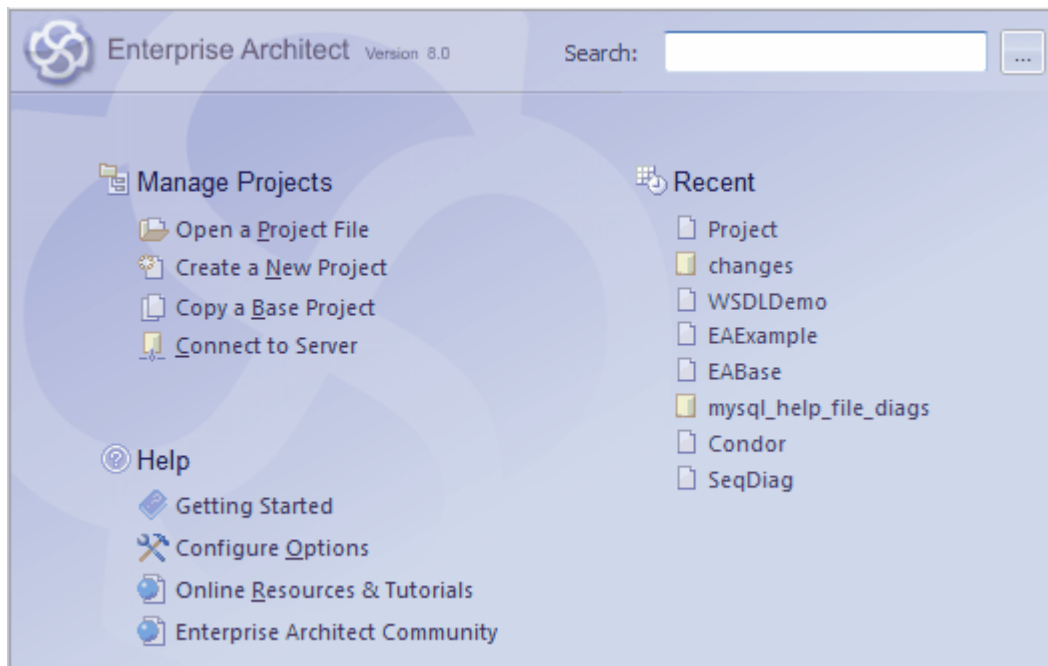 Enterprise Architect Version 8.0
Search:
...
Manage Projects
Open a Project File
Create a New Project
Copy a Base Project
Connect to Server
Help
Getting Started
Configure Options
Online Resources & Tutorials
Enterprise Architect Community
Recent
Project
changes
WSDLDemo
EAExample
EABase
mysql_help_file_diags
Condor
SeqDiag